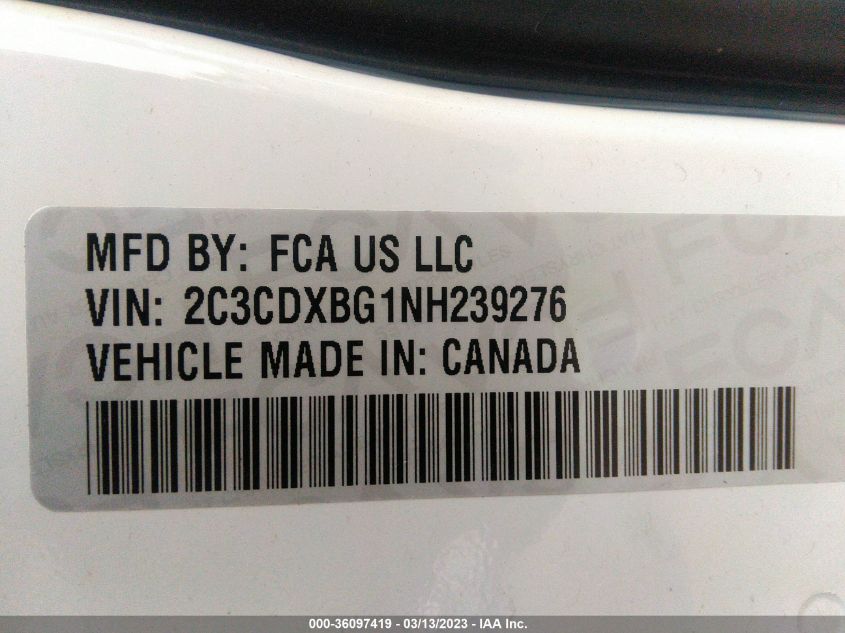 MFD BY: FCA US LLC
VIN: 2C3CDXBG1NH239276
VEHICLE MADE IN: CANADA
000-36097419 - 03/13/2023 - IAA Inc.